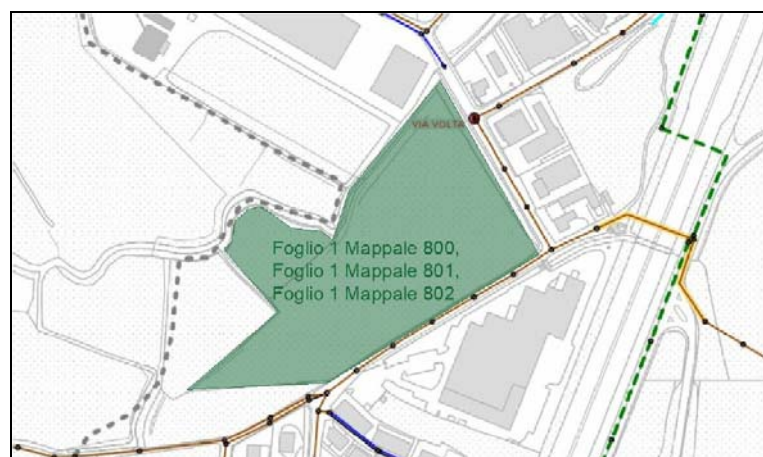 VIA VOLTA
Foglio 1 Mappale 800,
Foglio 1 Mappale 801,
Foglio 1 Mappale 802